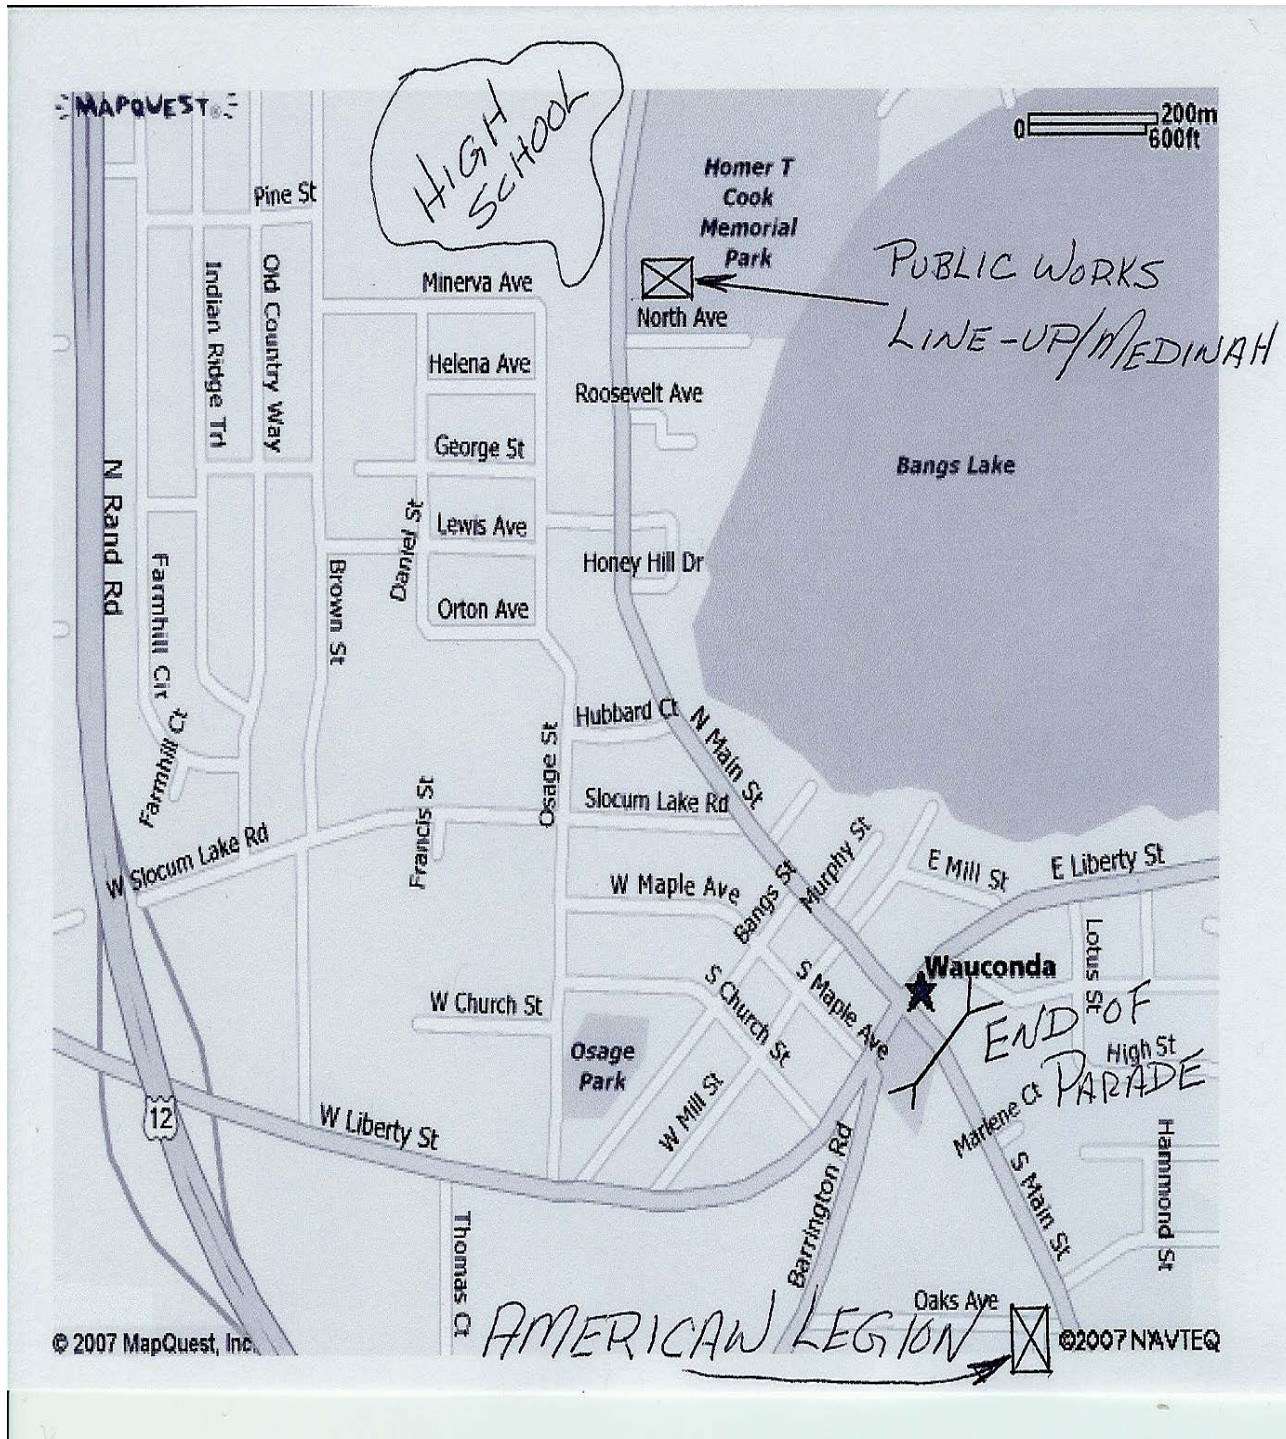 MAPQUEST
HIGH
SCHOOL
0 200m
600ft
Homer T
Cook
Memorial
Park
Pine St
PUBLIC WORKS
LINE-UP/MEDINAH
Minerva Ave
North Ave
Indian Ridge Trl
Old Country Way
Helena Ave
Roosevelt Ave
George St
Bangs Lake
N Rand Rd
Daniel St
Lewis Ave
Honey Hill Dr
Farmhill Cir
Brown St
Orton Ave
Hubbard Ct
N Main St
Farmhill Ct
Osage St
Francis St
Slocum Lake Rd
W Slocum Lake Rd
Murphy St
E Mill St
E Liberty St
W Maple Ave
Bangs St
Lotus St
Wauconda
S Maple Ave
S Church St
W Church St
END OF
PARADE
High St
Osage
Park
Marlene Ct
12
W Liberty St
W Mill St
Barrington Rd
S Main St
Hammond St
Thomas Ct
Oaks Ave
AMERICAN LEGION
© 2007 MapQuest, Inc.
©2007 NAVTEQ